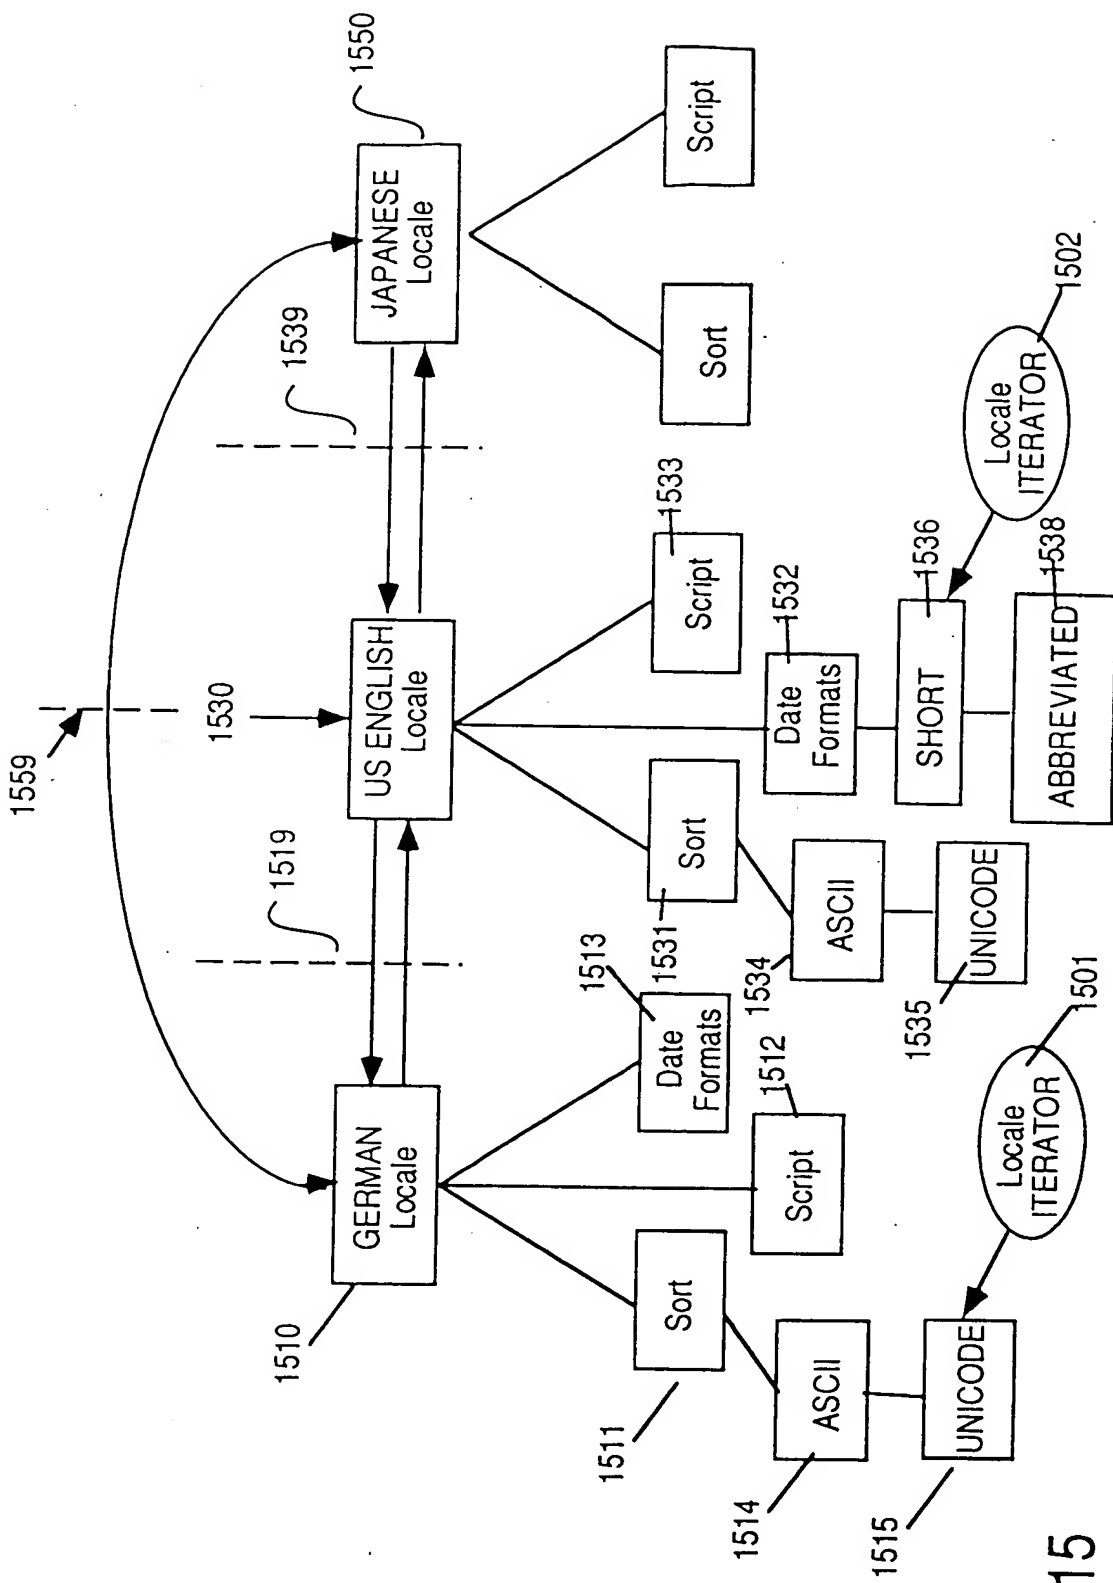 1559
1530
1519
1539
1550
GERMAN
Locale
1510
US ENGLISH
Locale
JAPANESE
Locale
Sort
1511
Script
1512
Date
Formats
1513
ASCII
1514
UNICODE
1515
Locale
ITERATOR
1501
Sort
1531
ASCII
1534
UNICODE
1535
Date
Formats
1532
Script
1533
SHORT
1536
ABBREVIATED
1538
Locale
ITERATOR
1502
Sort
Script
15